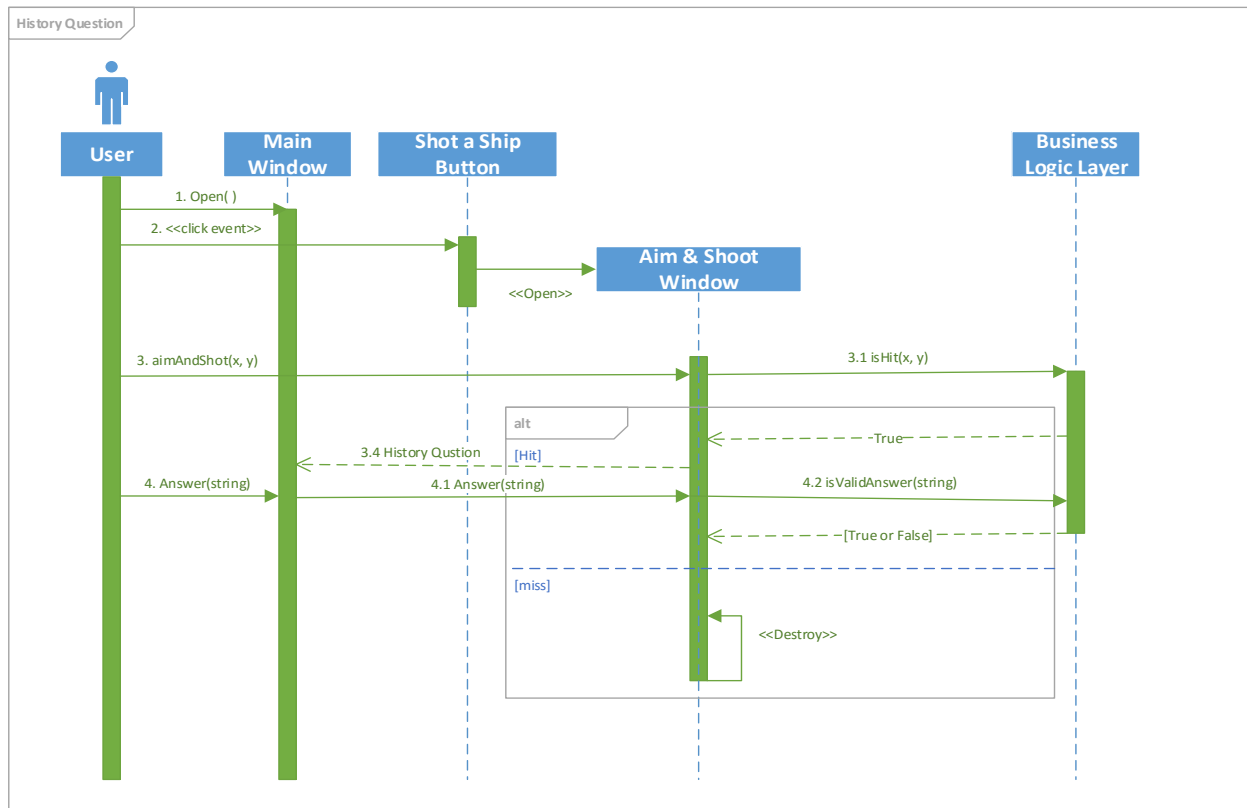 History Question
User
Main
Window
Shot a Ship
Button
Business
Logic Layer
1. Open( )
2. <<click event>>
Aim & Shoot
Window
<<Open>>
3. aimAndShot(x, y)
3.1 isHit(x, y)
alt
True
3.4 History Qustion
[Hit]
4. Answer(string)
4.1 Answer(string)
4.2 isValidAnswer(string)
[True or False]
[miss]
<<Destroy>>